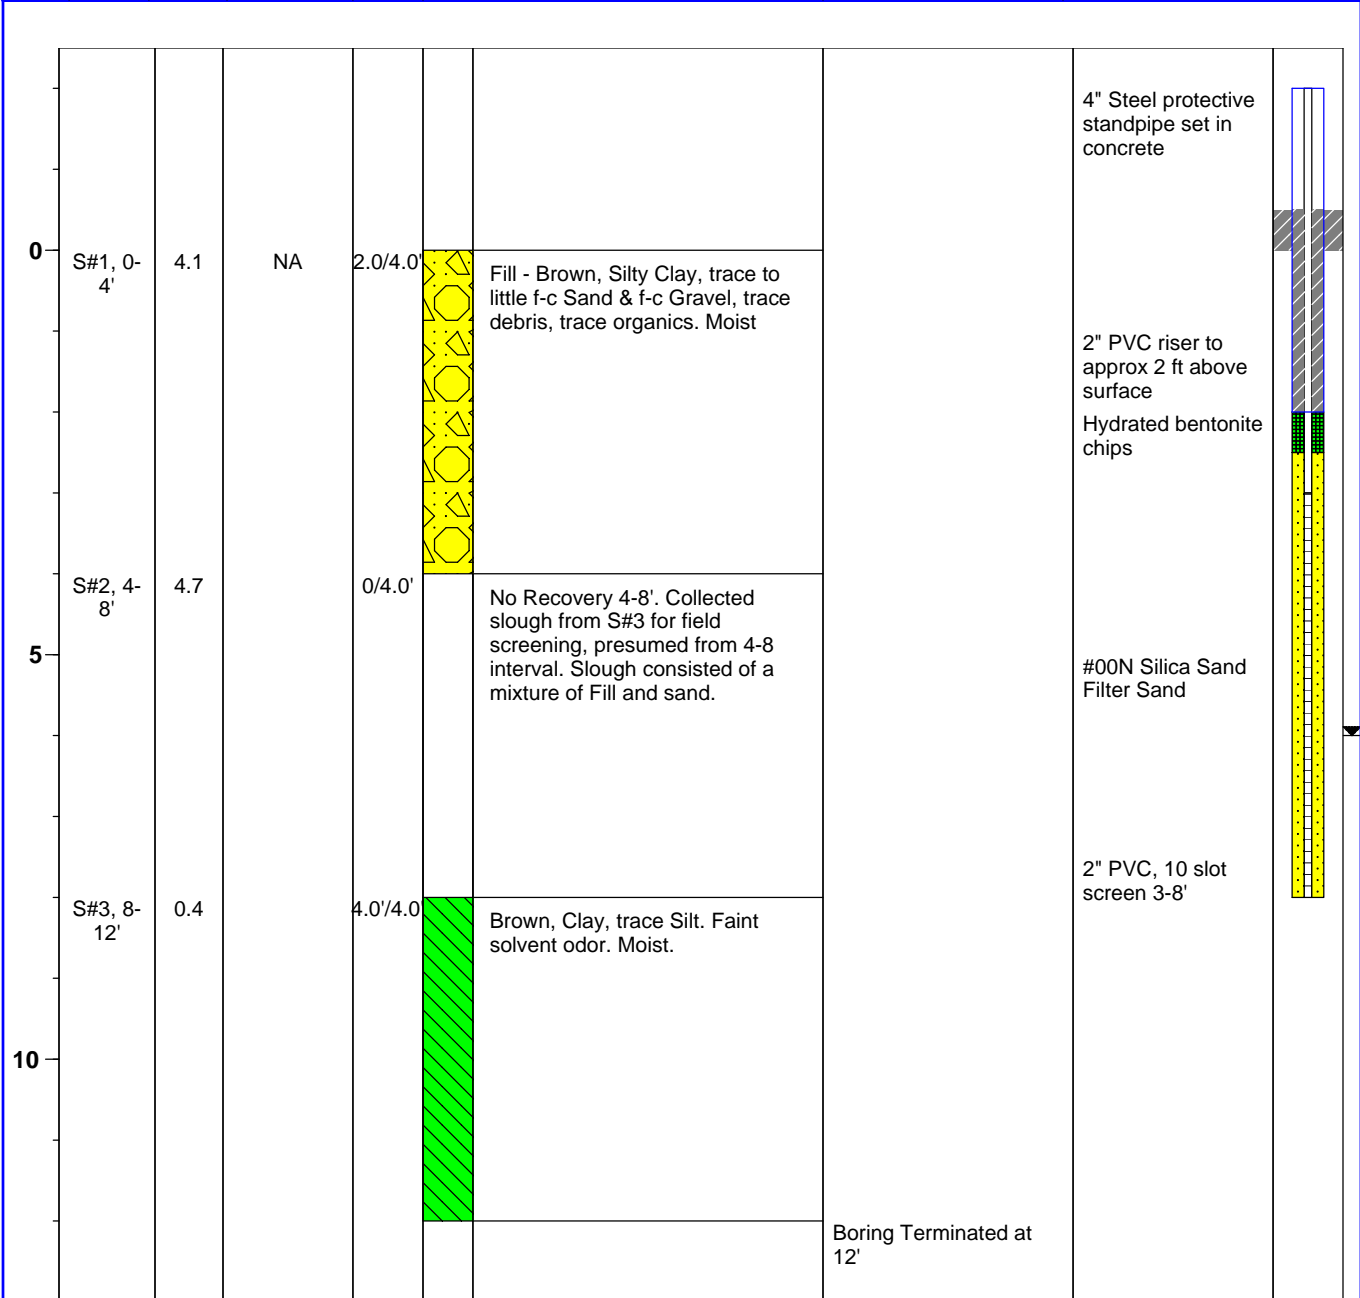 4" Steel protective
standpipe set in
concrete
0
S#1, 0-
4'
4.1
NA
2.0/4.0'
Fill - Brown, Silty Clay, trace to
little f-c Sand & f-c Gravel, trace
debris, trace organics. Moist
2" PVC riser to
approx 2 ft above
surface
Hydrated bentonite
chips
S#2, 4-
8'
4.7
0/4.0'
No Recovery 4-8'. Collected
slough from S#3 for field
screening, presumed from 4-8
interval. Slough consisted of a
mixture of Fill and sand.
5
#00N Silica Sand
Filter Sand
2" PVC, 10 slot
screen 3-8'
S#3, 8-
12'
0.4
4.0'/4.0'
Brown, Clay, trace Silt. Faint
solvent odor. Moist.
10
Boring Terminated at
12'